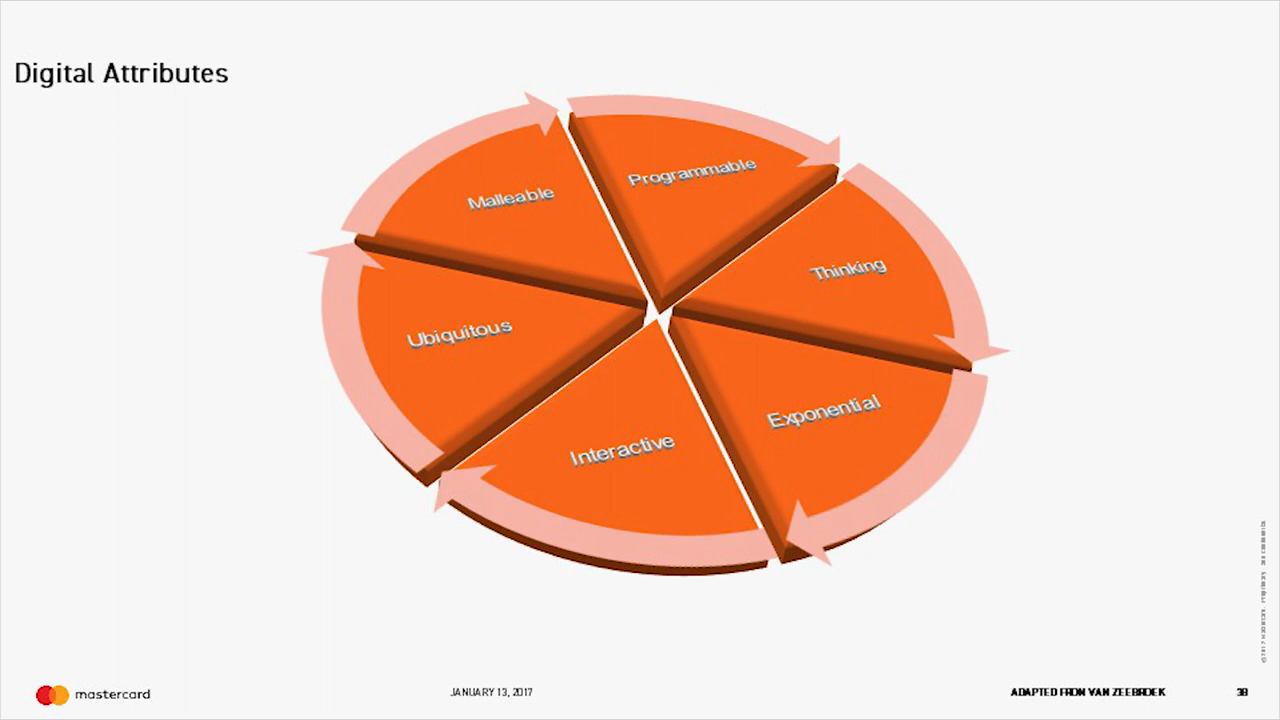 Digital Attributes
Programmable
Malleable
Thinking
Ubiquitous
Exponential
Interactive
mastercard
JANUARY 13, 2017
ADAPTED FROM VAN ZEEBROEK
38